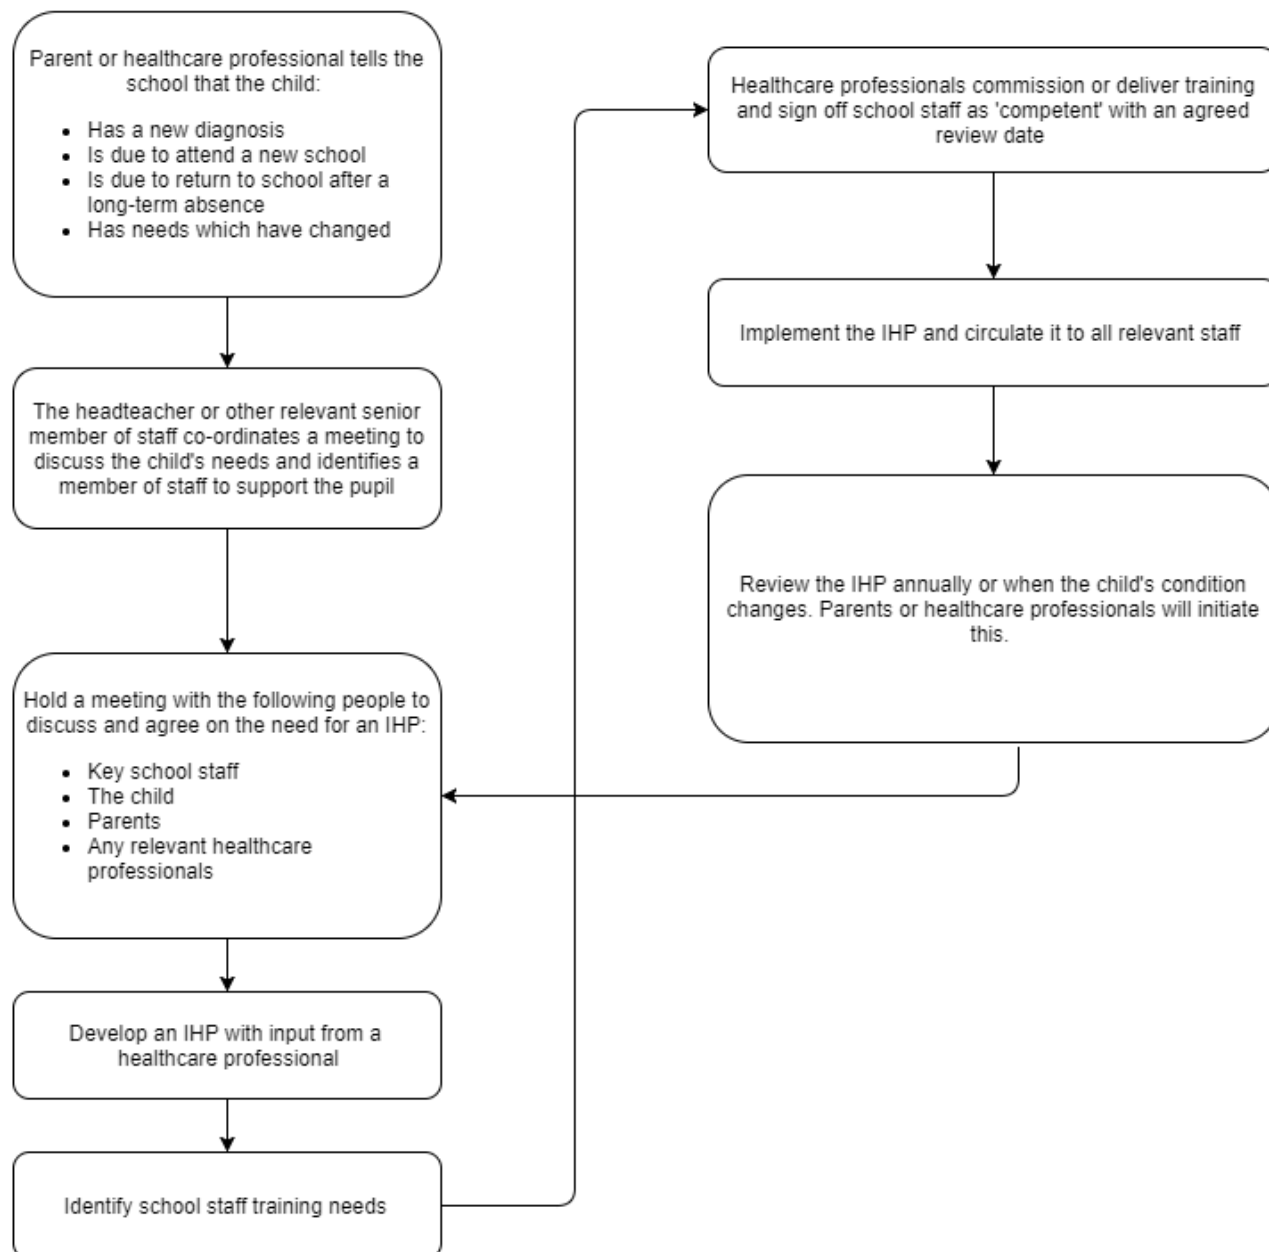 Parent or healthcare professional tells the
school that the child:
• Has a new diagnosis
• Is due to attend a new school
• Is due to return to school after a
long-term absence
• Has needs which have changed
The headteacher or other relevant senior
member of staff co-ordinates a meeting to
discuss the child's needs and identifies a
member of staff to support the pupil
Hold a meeting with the following people to
discuss and agree on the need for an IHP:
• Key school staff
• The child
• Parents
• Any relevant healthcare
professionals
Develop an IHP with input from a
healthcare professional
Identify school staff training needs
Healthcare professionals commission or deliver training
and sign off school staff as 'competent' with an agreed
review date
Implement the IHP and circulate it to all relevant staff
Review the IHP annually or when the child's condition
changes. Parents or healthcare professionals will initiate
this.